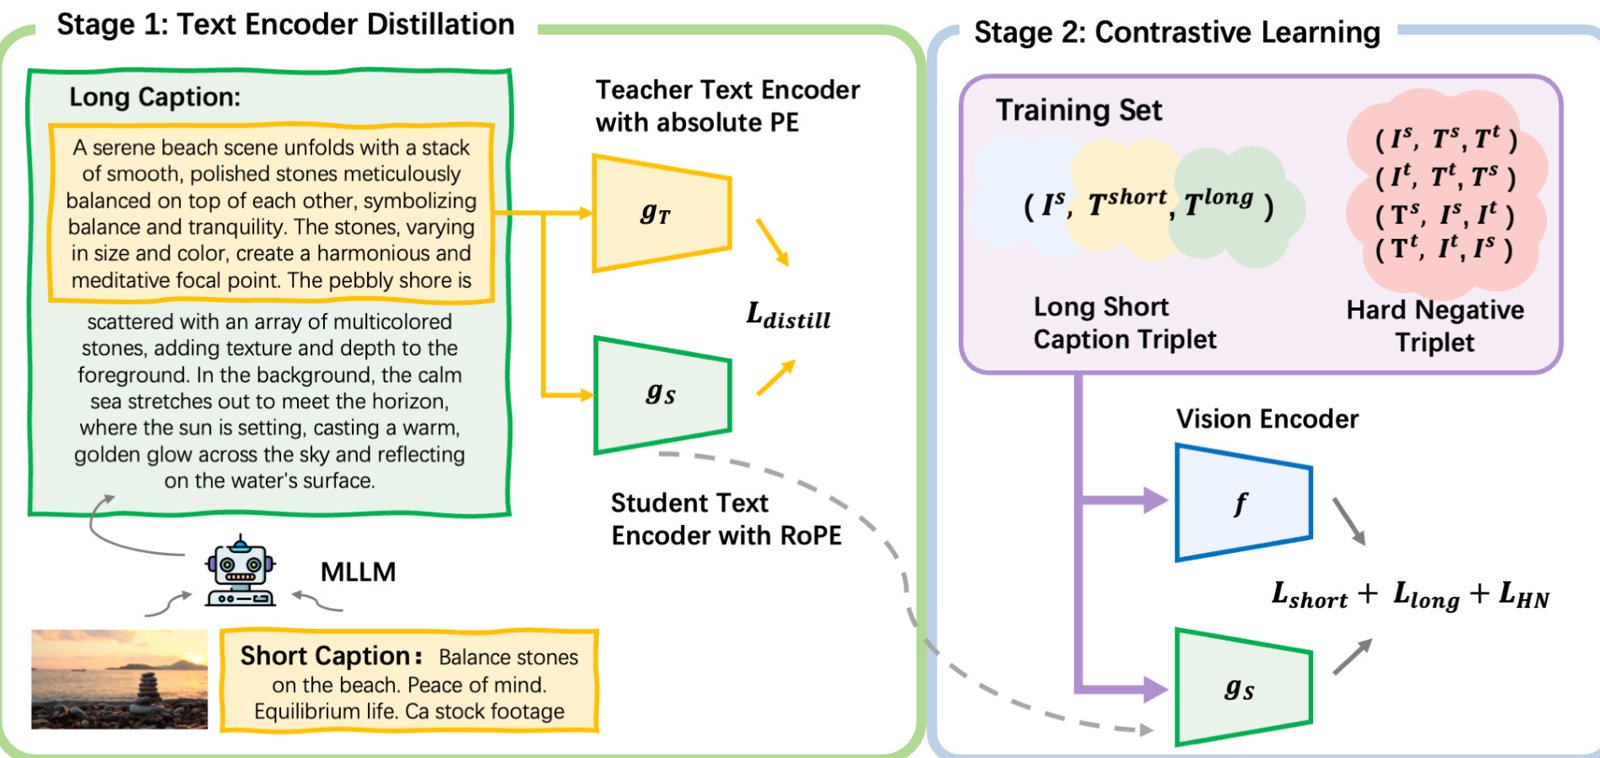 Stage 1: Text Encoder Distillation
Long Caption:
A serene beach scene unfolds with a stack
of smooth, polished stones meticulously
balanced on top of each other, symbolizing
balance and tranquility. The stones, varying
in size and color, create a harmonious and
meditative focal point. The pebbly shore is
scattered with an array of multicolored
stones, adding texture and depth to the
foreground. In the background, the calm
sea stretches out to meet the horizon,
where the sun is setting, casting a warm,
golden glow across the sky and reflecting
on the water's surface.
MLLM
Short Caption: Balance stones
on the beach. Peace of mind.
Equilibrium life. Ca stock footage
Teacher Text Encoder
with absolute PE
g_T
L_distill
g_S
Student Text
Encoder with RoPE
Stage 2: Contrastive Learning
Training Set
(I^s, T^short, T^long)
Long Short
Caption Triplet
(I^s, T^s, T^t)
(I^t, T^t, T^s)
(T^s, I^s, I^t)
(T^t, I^t, I^s)
Hard Negative
Triplet
Vision Encoder
f
L_short + L_long + L_HN
g_S